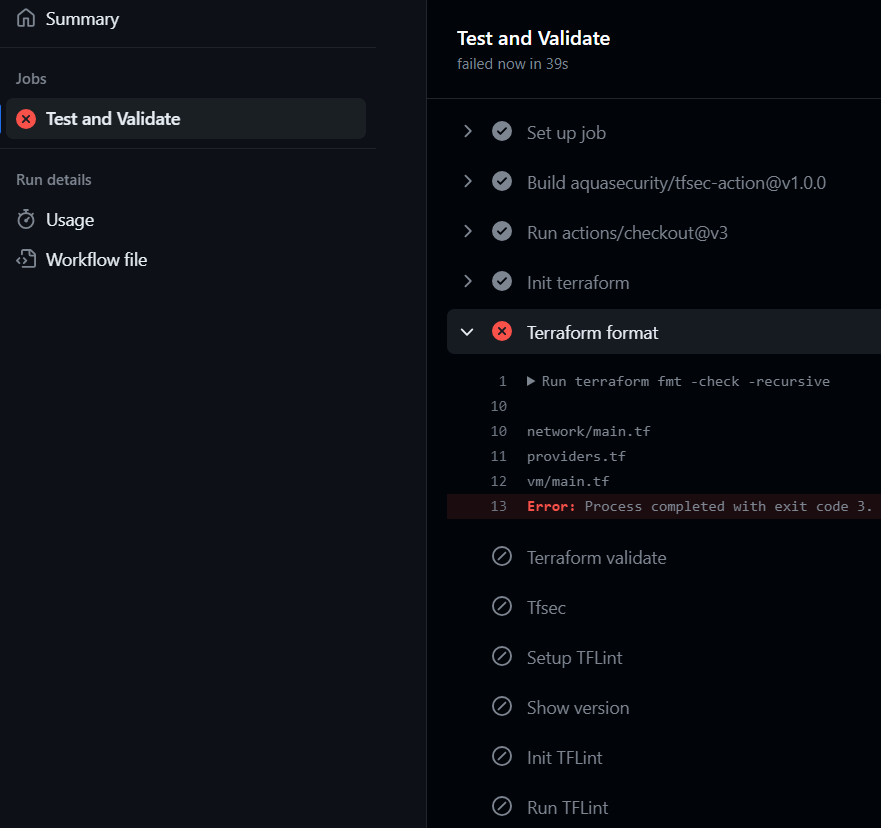 Summary
Jobs
Test and Validate
Run details
Usage
Workflow file
Test and Validate
failed now in 39s
Set up job
Build aquasecurity/tfsec-action@v1.0.0
Run actions/checkout@v3
Init terraform
Terraform format
1 Run terraform fmt -check -recursive
10
10 network/main.tf
11 providers.tf
12 vm/main.tf
13 Error: Process completed with exit code 3.
Terraform validate
Tfsec
Setup TFLint
Show version
Init TFLint
Run TFLint